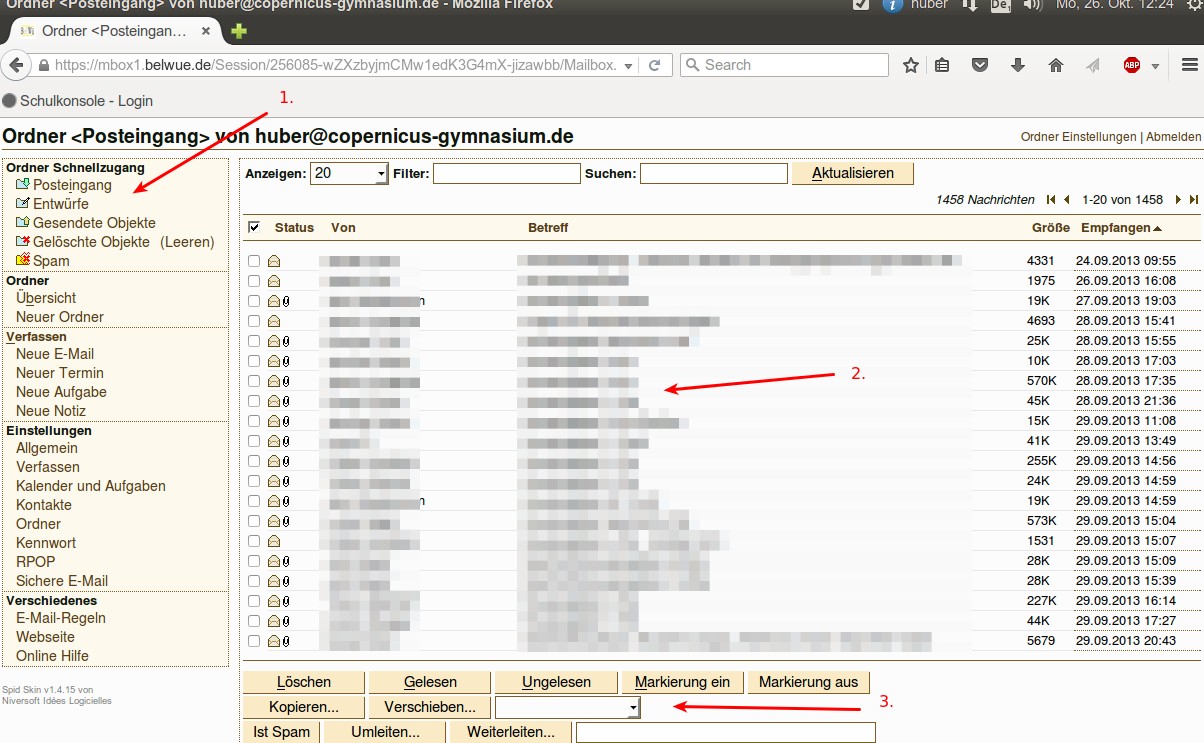 Ordner <Posteingang> von huber@copernicus-gymnasium.de - Mozilla Firefox
huber De1 Mo, 26. Okt. 12:24
Ordner <Posteingan...
https://mbox1.belwue.de/Session/256085-wZXzbyjmCMw1edK3G4mX-jizawbb/Mailbox.
Search
ABP
Schulkonsole - Login
1.
Ordner <Posteingang> von huber@copernicus-gymnasium.de
Ordner Einstellungen | Abmelden
Ordner Schnellzugang
Posteingang
Entwürfe
Gesendete Objekte
Gelöschte Objekte (Leeren)
Spam
Ordner
Übersicht
Neuer Ordner
Verfassen
Neue E-Mail
Neuer Termin
Neue Aufgabe
Neue Notiz
Einstellungen
Allgemein
Verfassen
Kalender und Aufgaben
Kontakte
Ordner
Kennwort
RPOP
Sichere E-Mail
Verschiedenes
E-Mail-Regeln
Webseite
Online Hilfe
Spid Skin v1.4.15 von
Niversoft Idées Logicielles
Anzeigen: 20 Filter: Suchen: Aktualisieren
1458 Nachrichten 1-20 von 1458
Status Von Betreff Größe Empfangen
4331 24.09.2013 09:55
1975 26.09.2013 16:08
19K 27.09.2013 19:03
4693 28.09.2013 15:41
25K 28.09.2013 15:55
10K 28.09.2013 17:03
570K 28.09.2013 17:35
2.
45K 28.09.2013 21:36
15K 29.09.2013 11:08
41K 29.09.2013 13:49
255K 29.09.2013 14:56
24K 29.09.2013 14:59
19K 29.09.2013 14:59
573K 29.09.2013 15:04
1531 29.09.2013 15:07
28K 29.09.2013 15:09
28K 29.09.2013 15:39
227K 29.09.2013 16:14
44K 29.09.2013 17:27
5679 29.09.2013 20:43
Löschen Gelesen Ungelesen Markierung ein Markierung aus
Kopieren... Verschieben... 3.
Ist Spam Umleiten... Weiterleiten...